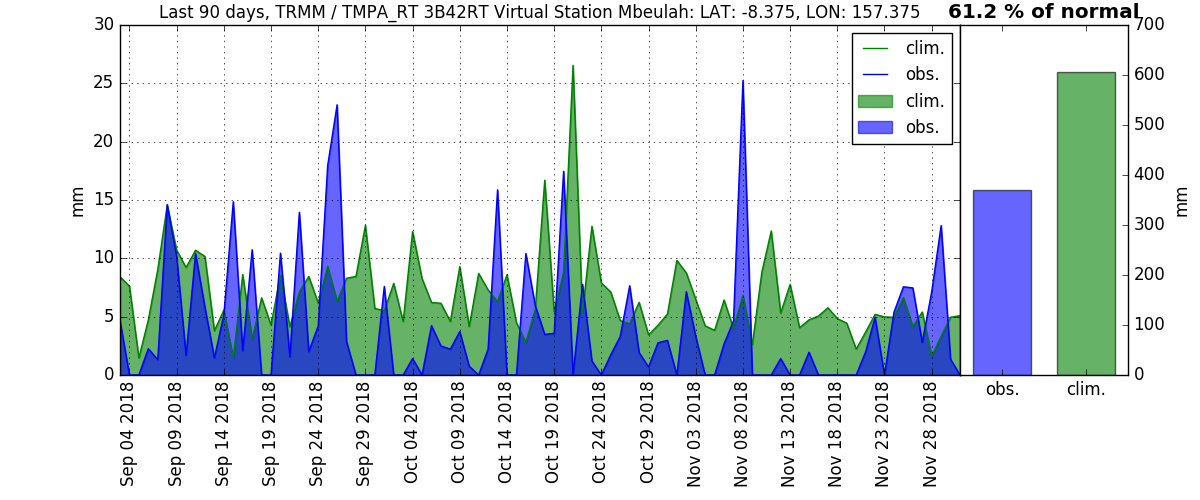 Last 90 days, TRMM / TMPA_RT 3B42RT Virtual Station Mbeulah: LAT: -8.375, LON: 157.375
61.2 % of normal
30
25
20
15
10
5
0
mm
clim.
obs.
clim.
obs.
700
600
500
400
300
200
100
0
mm
obs.
clim.
Sep 04 2018
Sep 09 2018
Sep 14 2018
Sep 19 2018
Sep 24 2018
Sep 29 2018
Oct 04 2018
Oct 09 2018
Oct 14 2018
Oct 19 2018
Oct 24 2018
Oct 29 2018
Nov 03 2018
Nov 08 2018
Nov 13 2018
Nov 18 2018
Nov 23 2018
Nov 28 2018